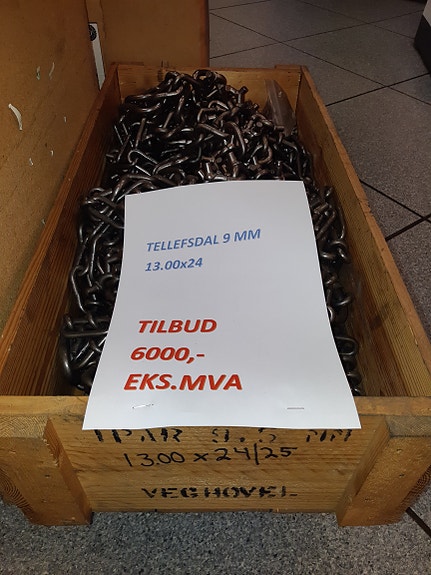 TELLEFSDAL 9 MM
13.00x24
TILBUD
6000,-
EKS.MVA
1PAR 9.5 MM
13.00 x 24/25
VEGHOVEL